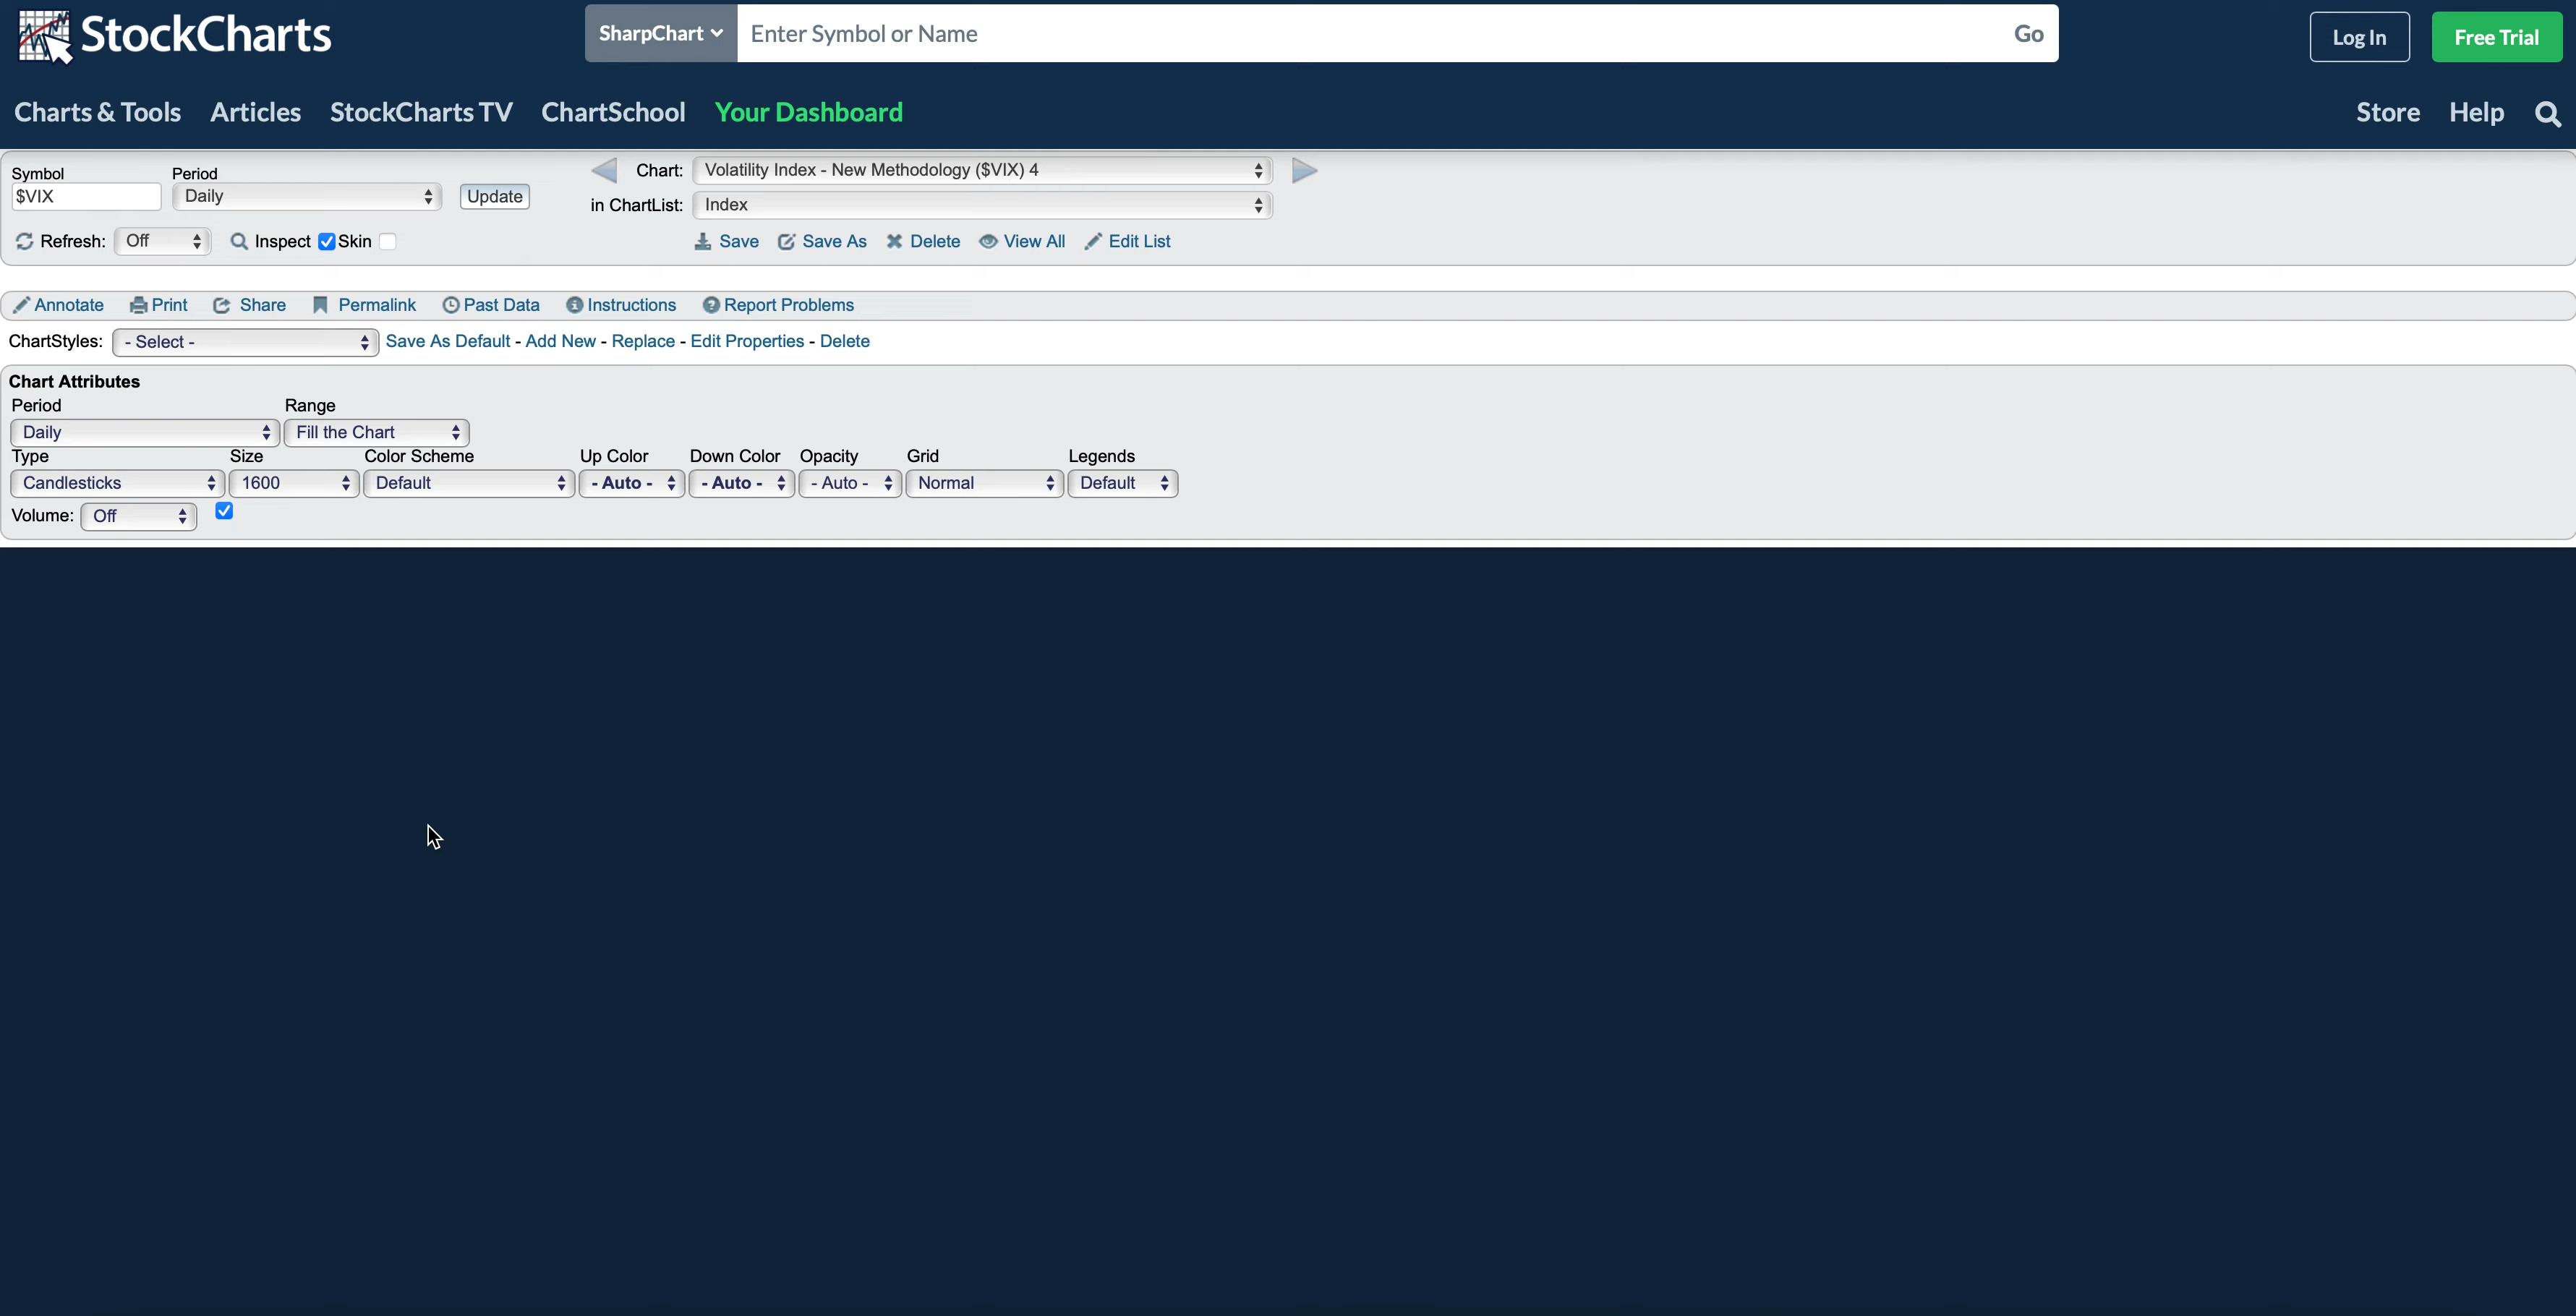 StockCharts
SharpChart Enter Symbol or Name Go
Log In Free Trial
Charts & Tools Articles StockCharts TV ChartSchool Your Dashboard Store Help
Symbol Period
$VIX Daily Update
Chart: Volatility Index - New Methodology ($VIX) 4
in ChartList: Index
Refresh: Off Inspect Skin
Save Save As Delete View All Edit List
Annotate Print Share Permalink Past Data Instructions Report Problems
ChartStyles: - Select - Save As Default - Add New - Replace - Edit Properties - Delete
Chart Attributes
Period Range
Daily Fill the Chart
Type Size Color Scheme Up Color Down Color Opacity Grid Legends
Candlesticks 1600 Default - Auto - - Auto - - Auto - Normal Default
Volume: Off